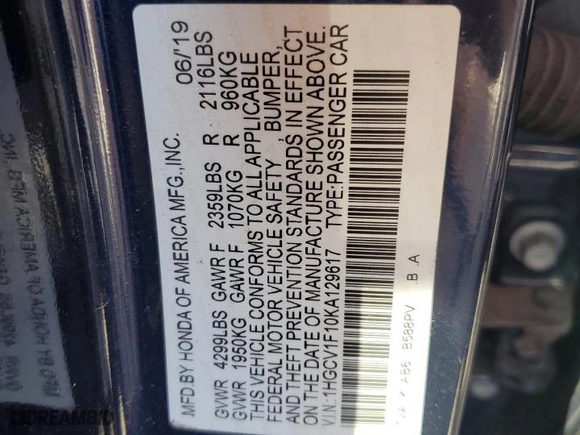 MFD.BY HONDA OF AMERICA MFG.,INC. 06/'19
GVWR 4299LBS GAWR F 2359LBS R 2116LBS
GVWR 1950KG GAWR F 1070KG R 960KG
THIS VEHICLE CONFORMS TO ALL APPLICABLE
FEDERAL MOTOR VEHICLE SAFETY, BUMPER,
AND THEFT PREVENTION STANDARDS IN EFFECT
ON THE DATE OF MANUFACTURE SHOWN ABOVE.
V.I.N.:1HGCV1F10KA129617 TYPE:PASSENGER CAR
B588PV
DREAMBID